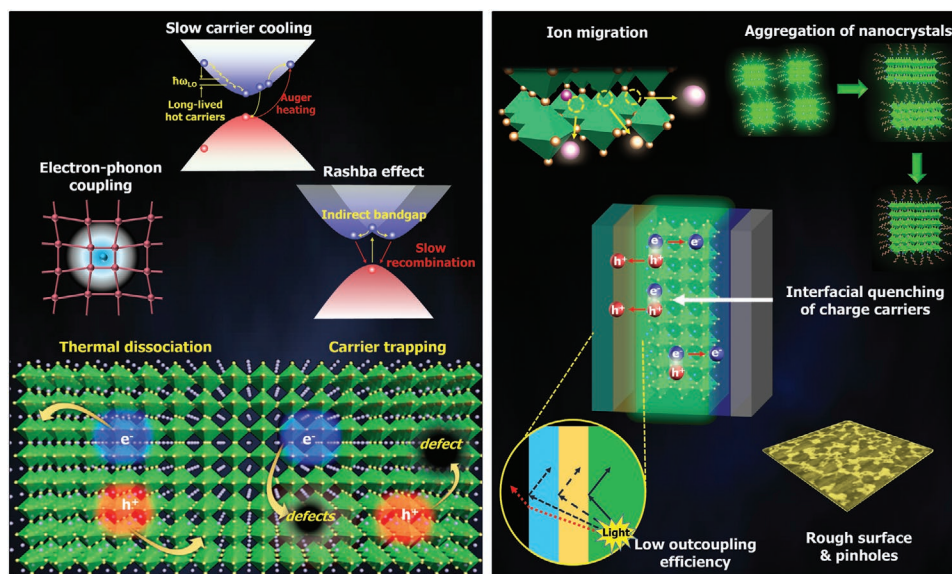 Slow carrier cooling
ħω_LO
Long-lived
hot carriers
Auger
heating
Electron-phonon
coupling
Rashba effect
Indirect bandgap
Slow
recombination
Thermal dissociation
Carrier trapping
e⁻
e⁻
defect
h⁺
defects
h⁺
Ion migration
Aggregation of nanocrystals
e⁻
e⁻
h⁺
h⁺
e⁻
h⁺
h⁺
Interfacial quenching
of charge carriers
e⁻
e⁻
h⁺
Light
Low outcoupling
efficiency
Rough surface
& pinholes